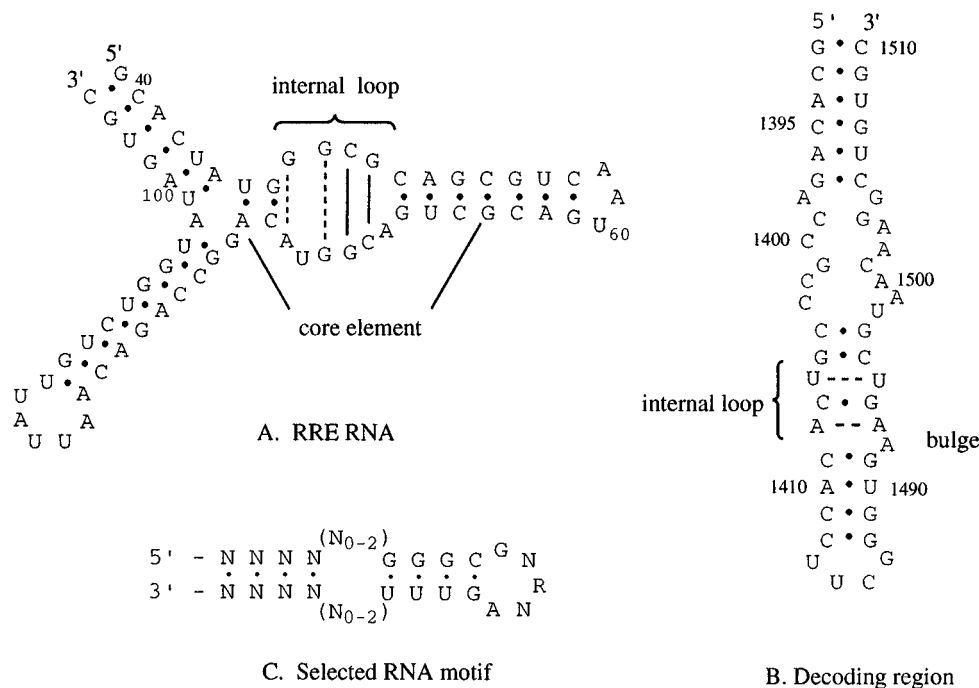 5' 3'
G C 40
C A C U A
C G U G A U A 100
internal loop
U G G G C G C A G C G U C A A
A C A U G G C A G U C G C A G U 60
U G G U C U G U U A U U A A C A G A C C G G
core element
A. RRE RNA
5' 3'
G C 1510
C G
A U
C G 1395
A U
G C
A G
C G A
C A 1400
G C A
C A 1500
C U
C G
G C
U U
internal loop
C G
A A
A bulge
C G
A U 1410 1490
C G
C G
U G
U C
5' - N N N N (N0-2) G G G C G N
R
3' - N N N N (N0-2) U U U G A N
C. Selected RNA motif
B. Decoding region